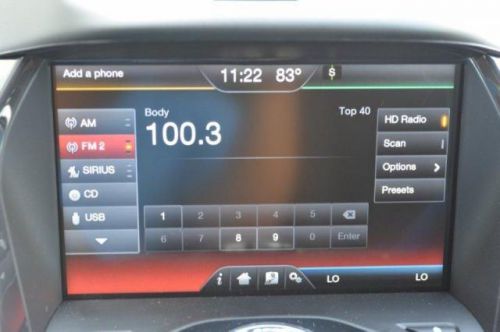 Add a phone 11:22 83° $
Body Top 40
100.3
AM
FM 2
SIRIUS
CD
USB
HD Radio
Scan
Options >
Presets
1 2 3 4 5
6 7 8 9 0 Enter
i LO LO